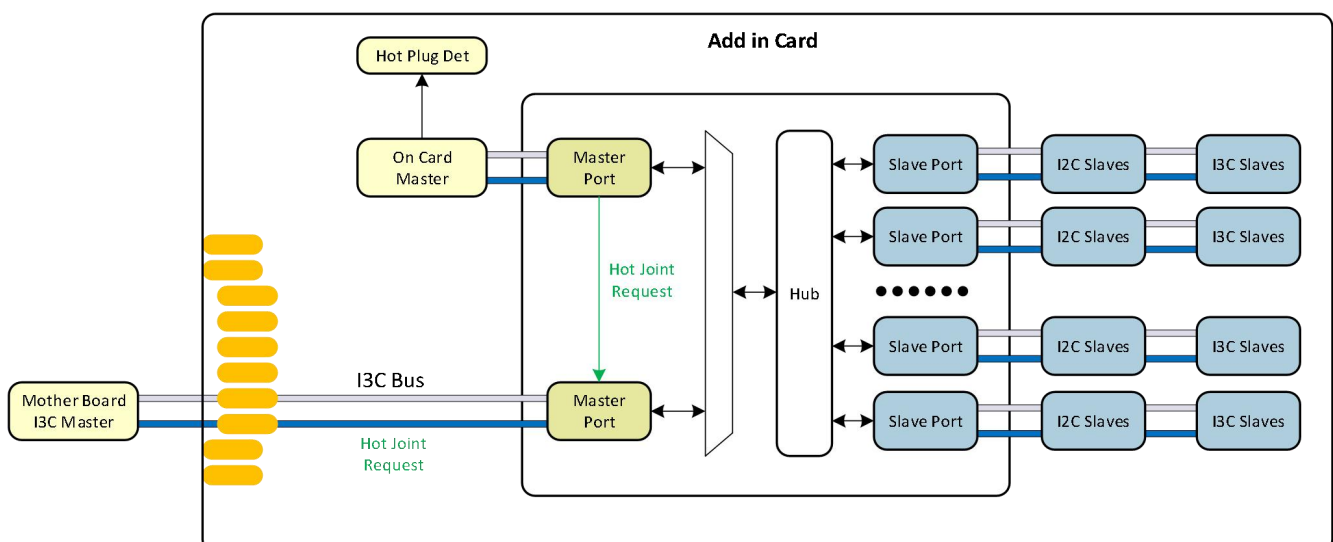 Add in Card
Hot Plug Det
On Card
Master
Master
Port
Slave Port
I2C Slaves
I3C Slaves
Slave Port
I2C Slaves
I3C Slaves
Hot Joint
Request
Hub
Slave Port
I2C Slaves
I3C Slaves
Mother Board
I3C Master
I3C Bus
Hot Joint
Request
Master
Port
Slave Port
I2C Slaves
I3C Slaves